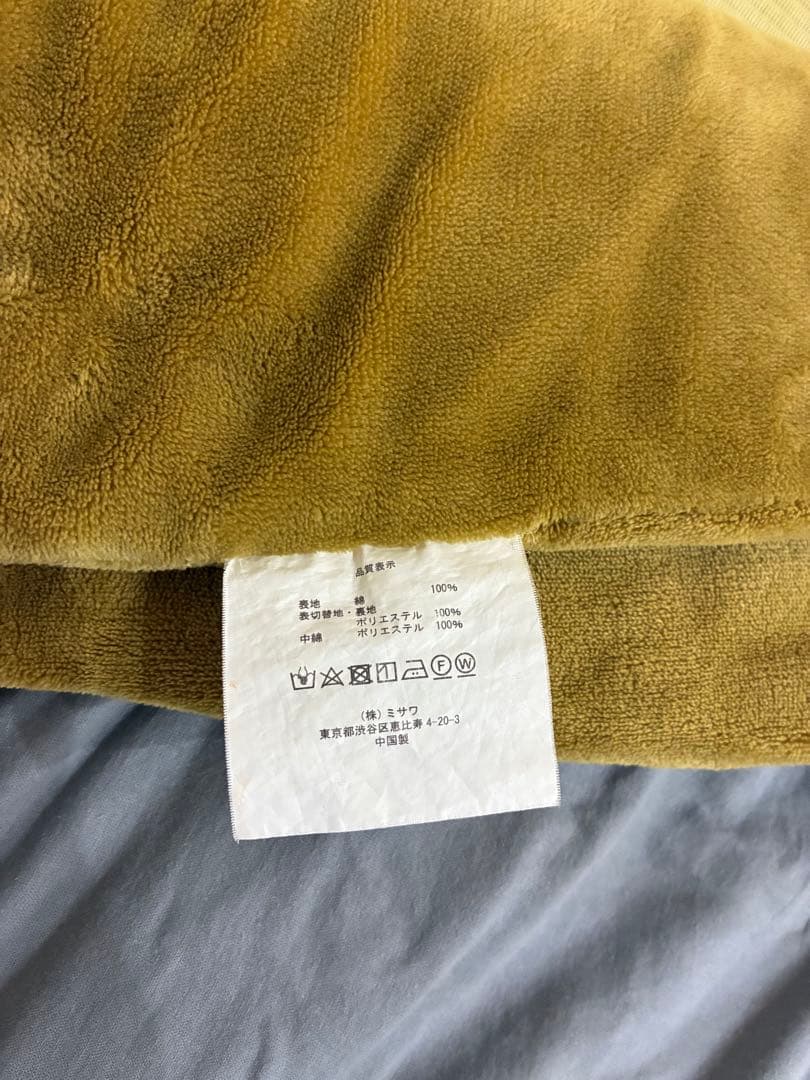 品質表示
表地 綿 100%
表切替地・裏地
ポリエステル 100%
中綿 ポリエステル 100%
F W
(株)ミサワ
東京都渋谷区恵比寿 4-20-3
中国製